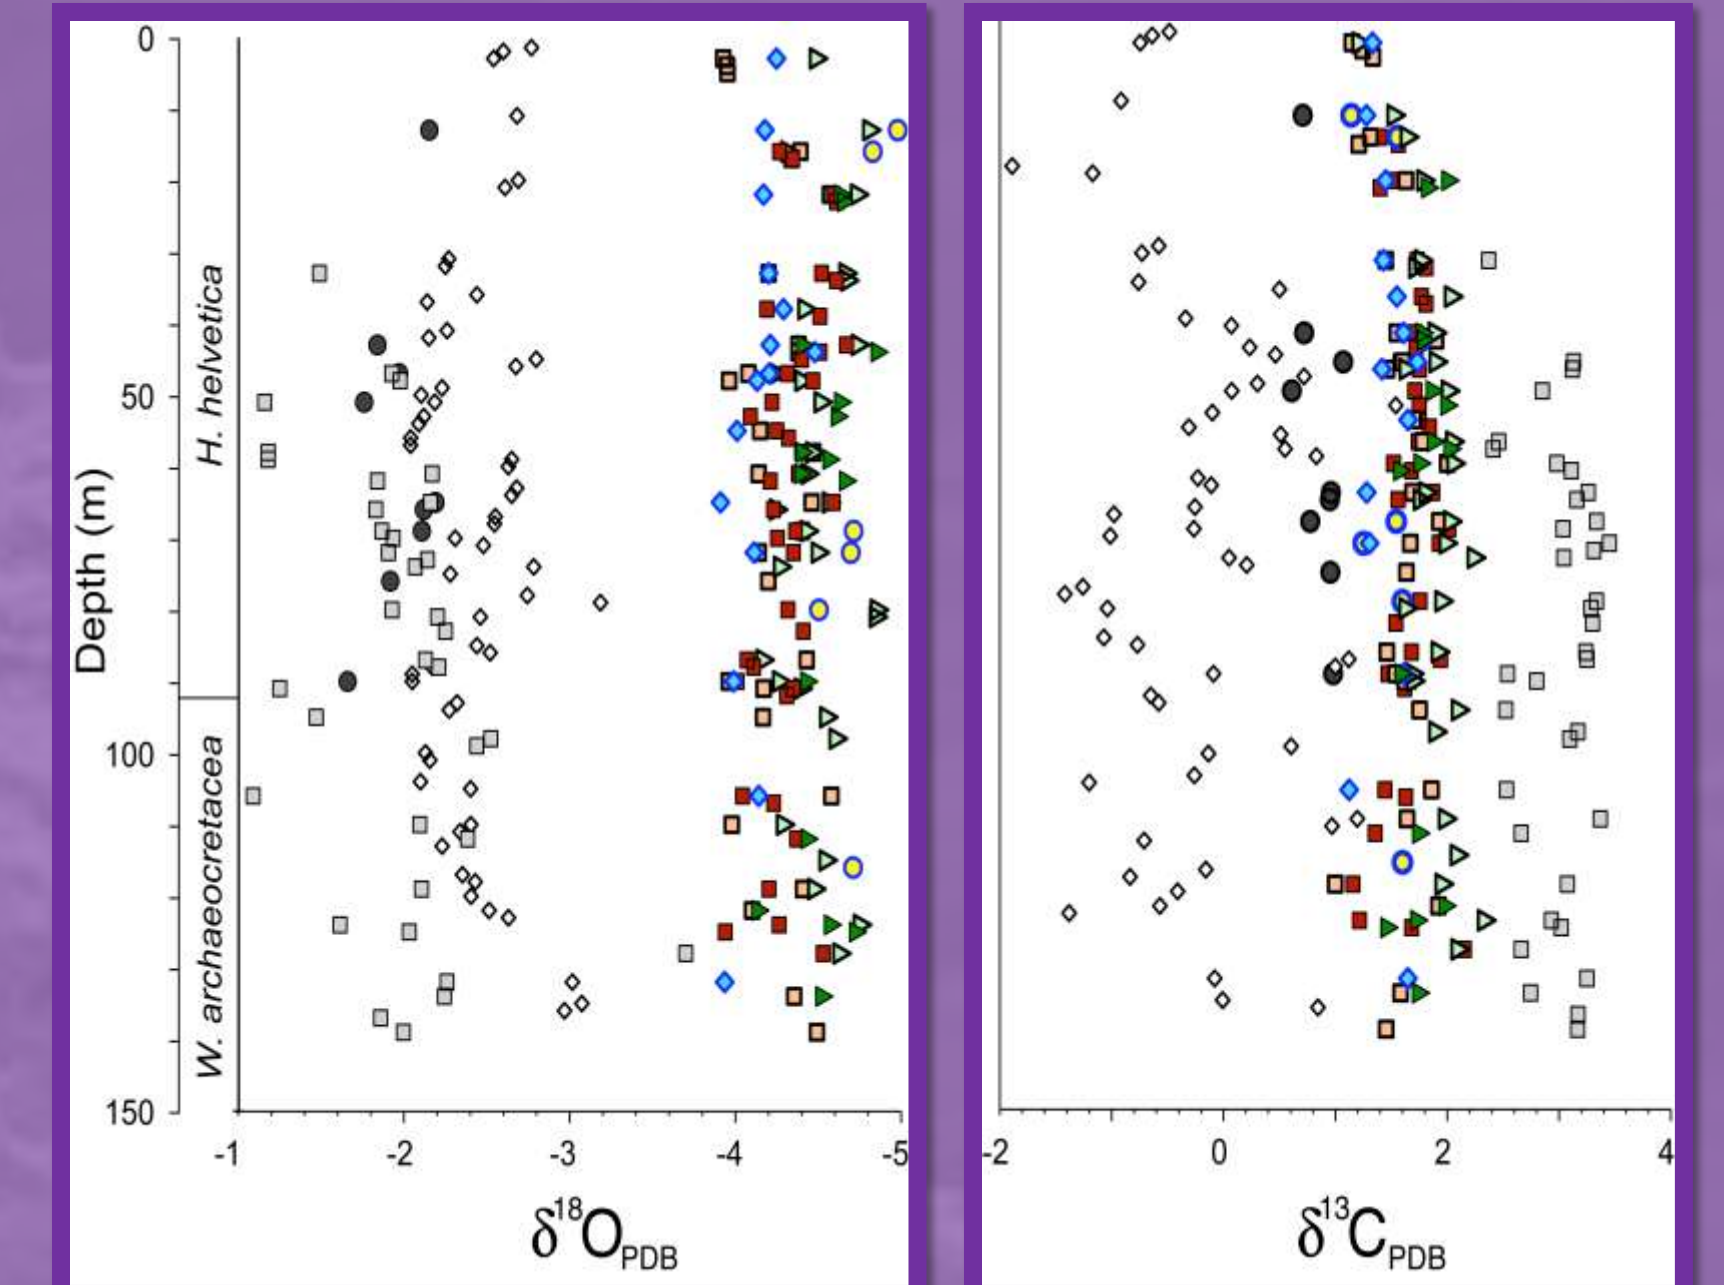 0
50
100
150
Depth (m)
H. helvetica
W. archaeocretacea
-1 -2 -3 -4 -5
δ18OPDB
-2 0 2 4
δ13CPDB